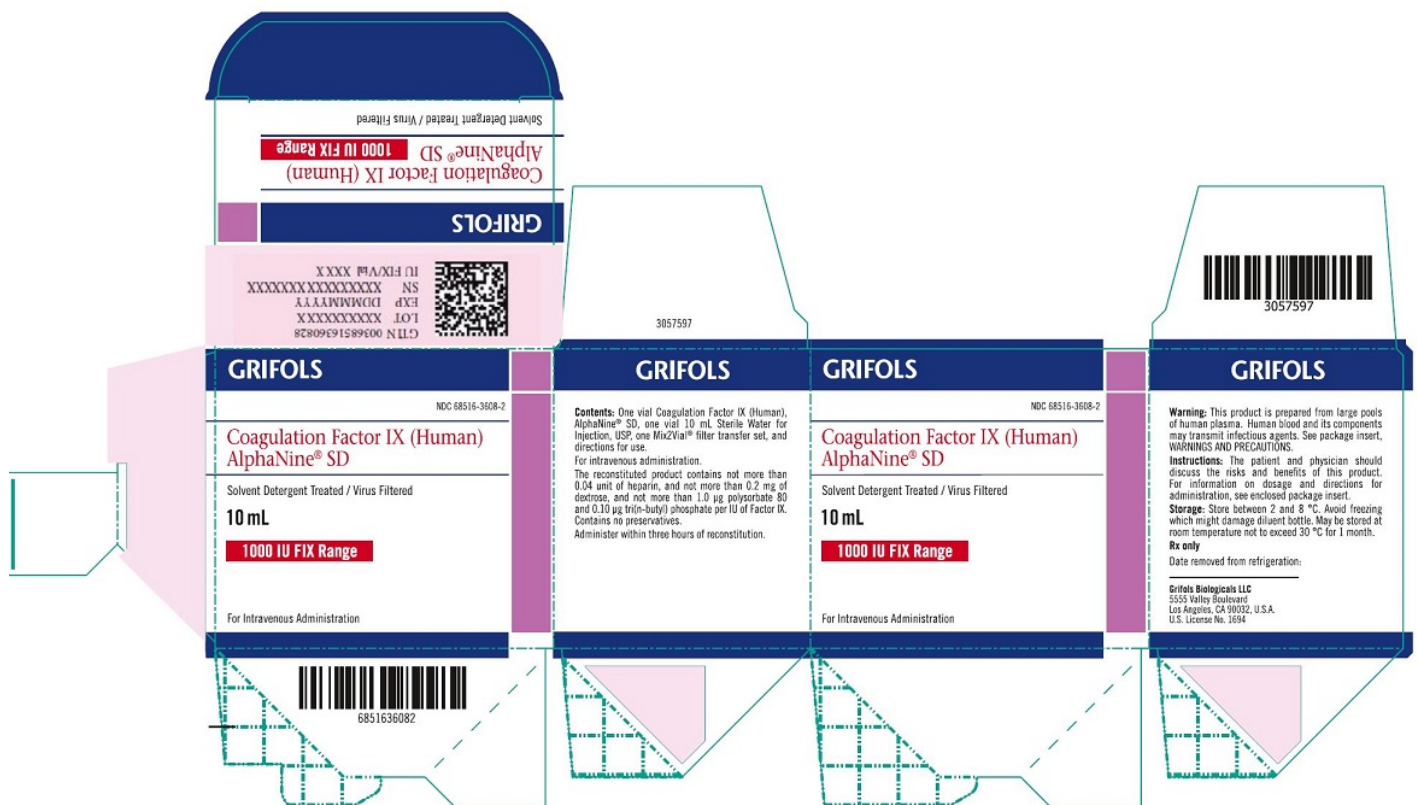 Solvent Detergent Treated / Virus Filtered
1000 IU FIX Range
AlphaNine® SD
Coagulation Factor IX (Human)
GRIFOLS
IU FIX/Vial XXXX
SN XXXXXXXXXXXXXXXX
EXP DDMMMYYYY
LOT XXXXXXXXXX
GTIN 00368516360828
3057597
3057597
GRIFOLS
NDC 68516-3608-2
Coagulation Factor IX (Human)
AlphaNine® SD
Solvent Detergent Treated / Virus Filtered
10 mL
1000 IU FIX Range
For Intravenous Administration
6851636082
GRIFOLS
Contents: One vial Coagulation Factor IX (Human),
AlphaNine® SD, one vial 10 mL Sterile Water for
Injection, USP, one Mix2Vial® filter transfer set, and
directions for use.
For intravenous administration.
The reconstituted product contains not more than
0.04 unit of heparin, and not more than 0.2 mg of
dextrose, and not more than 1.0 µg polysorbate 80
and 0.10 µg tri(n-butyl) phosphate per IU of Factor IX.
Contains no preservatives.
Administer within three hours of reconstitution.
GRIFOLS
NDC 68516-3608-2
Coagulation Factor IX (Human)
AlphaNine® SD
Solvent Detergent Treated / Virus Filtered
10 mL
1000 IU FIX Range
For Intravenous Administration
GRIFOLS
Warning: This product is prepared from large pools
of human plasma. Human blood and its components
may transmit infectious agents. See package insert,
WARNINGS AND PRECAUTIONS.
Instructions: The patient and physician should
discuss the risks and benefits of this product.
For information on dosage and directions for
administration, see enclosed package insert.
Storage: Store between 2 and 8 °C. Avoid freezing
which might damage diluent bottle. May be stored at
room temperature not to exceed 30 °C for 1 month.
Rx only
Date removed from refrigeration:
Grifols Biologicals LLC
5555 Valley Boulevard
Los Angeles, CA 90032, U.S.A.
U.S. License No. 1694